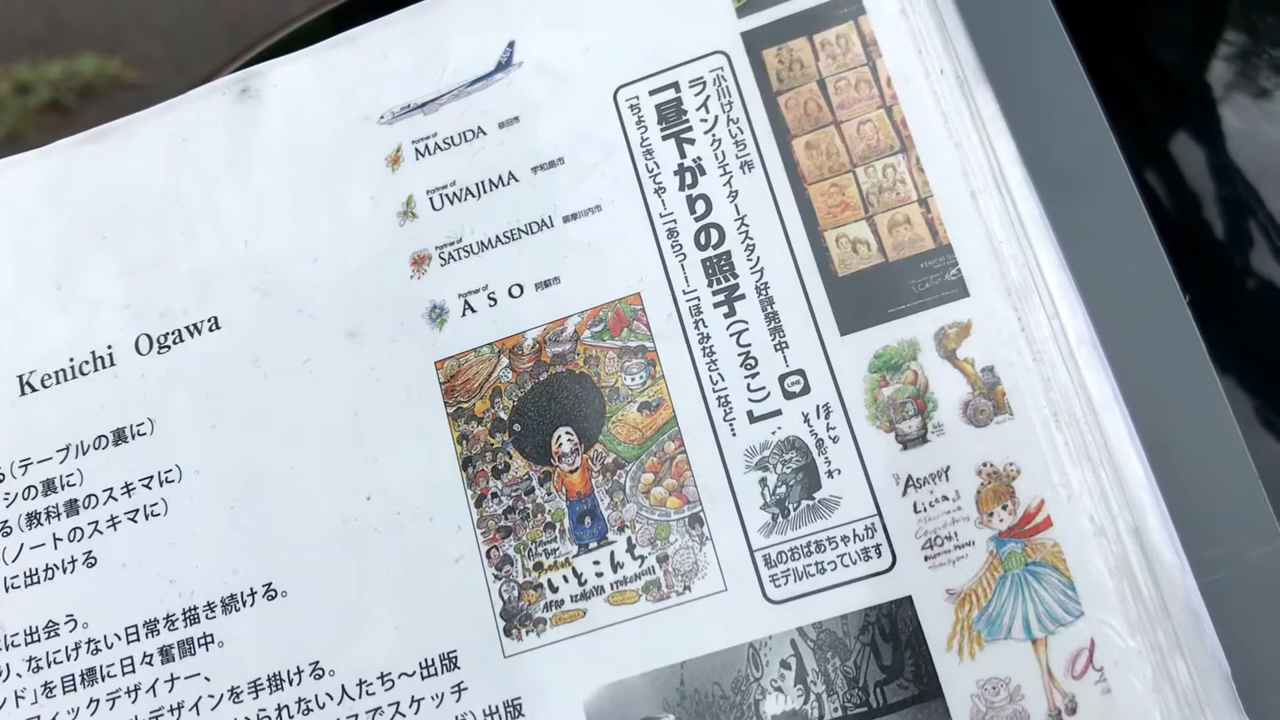 ANA
Partner of
MASUDA 益田市
Partner of
UWAJIMA 宇和島市
Partner of
SATSUMASENDAI 薩摩川内市
Partner of
ASO 阿蘇市
Kenichi Ogawa
る(テーブルの裏に)
シの裏に)
る(教科書のスキマに)
(ノートのスキマに)
に出かける
に出会う。
り、なにげない日常を描き続ける。
ンド」を目標に日々奮闘中。
フィックデザイナー、
ルデザインを手掛ける。
られない人たち〜出版
スでスケッチ
出版
「小川けんいち」作
ライン・クリエイターズスタンプ好評発売中!
LINE
「昼下がりの照子(てるこ)」
「ちょっときいてや!」「あらっ!」「ほれみなさい」など…
ほんと
そう思うわ
私のおばあちゃんが
モデルになっています
いとこんち
AFRO IZAKAYA ITOKONCHI
KENICHI
ASAPPY
Licca
40th!